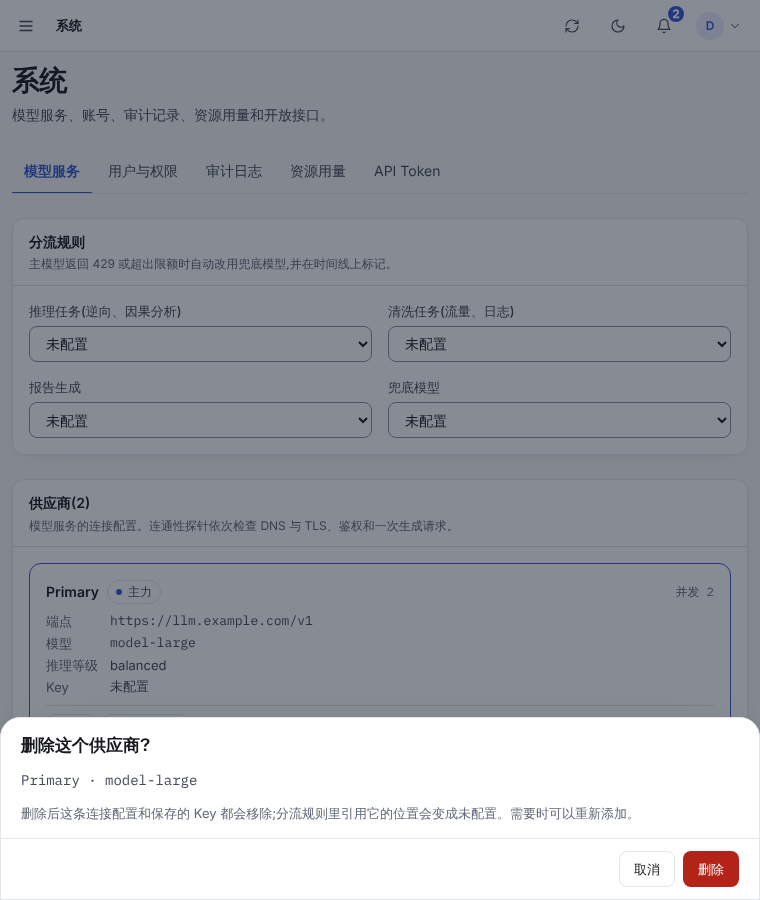 系统
2
D
系统
模型服务、账号、审计记录、资源用量和开放接口。
模型服务
用户与权限
审计日志
资源用量
API Token
分流规则
主模型返回 429 或超出限额时自动改用兜底模型,并在时间线上标记。
推理任务(逆向、因果分析)
清洗任务(流量、日志)
未配置
未配置
报告生成
兜底模型
未配置
未配置
供应商(2)
模型服务的连接配置。连通性探针依次检查 DNS 与 TLS、鉴权和一次生成请求。
Primary
主力
并发 2
端点 https://llm.example.com/v1
模型 model-large
推理等级 balanced
Key 未配置
删除这个供应商?
Primary · model-large
删除后这条连接配置和保存的 Key 都会移除;分流规则里引用它的位置会变成未配置。需要时可以重新添加。
取消
删除